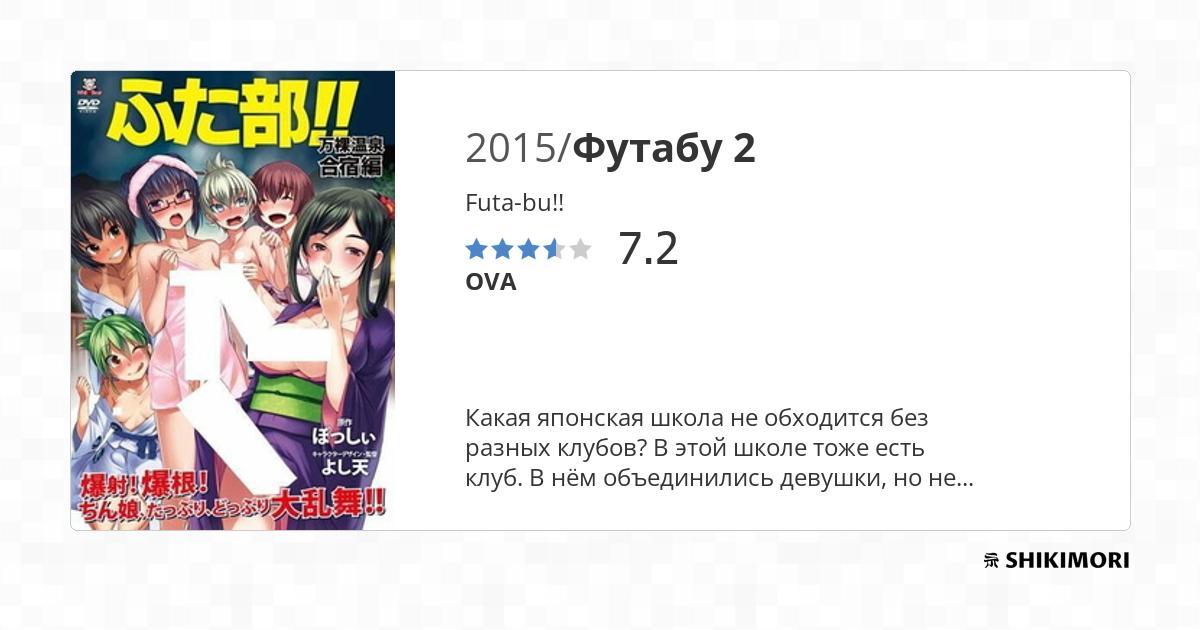 DVD
ふた部!!
万裸温泉
合宿編
原作
ぼっしぃ
キャラクターデザイン・監督
よし天
爆射!爆根!
ちん娘、たっぷり、どっぷり大乱舞!!
2015/Футабу 2
Futa-bu!!
7.2
OVA
Какая японская школа не обходится без
разных клубов? В этой школе тоже есть
клуб. В нём объединились девушки, но не...
SHIKIMORI